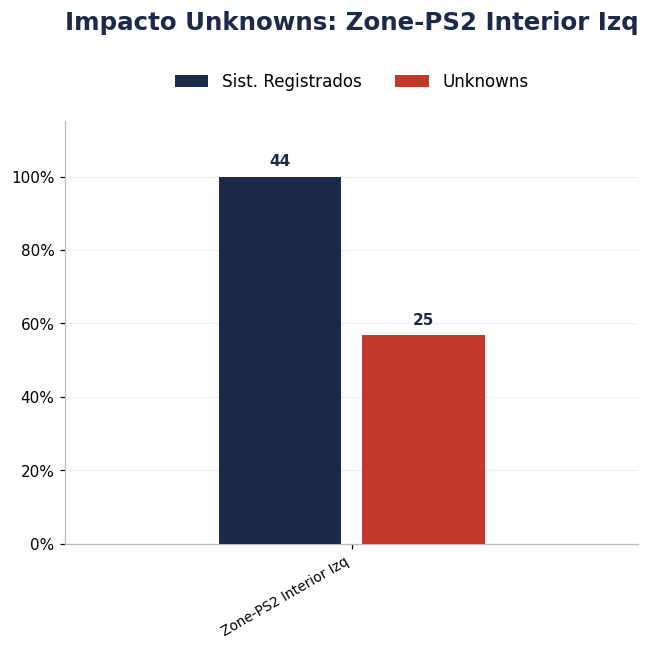 Impacto Unknowns: Zone-PS2 Interior Izq
Sist. Registrados
Unknowns
44
100%
80%
25
60%
40%
20%
0%
Zone-PS2 Interior Izq